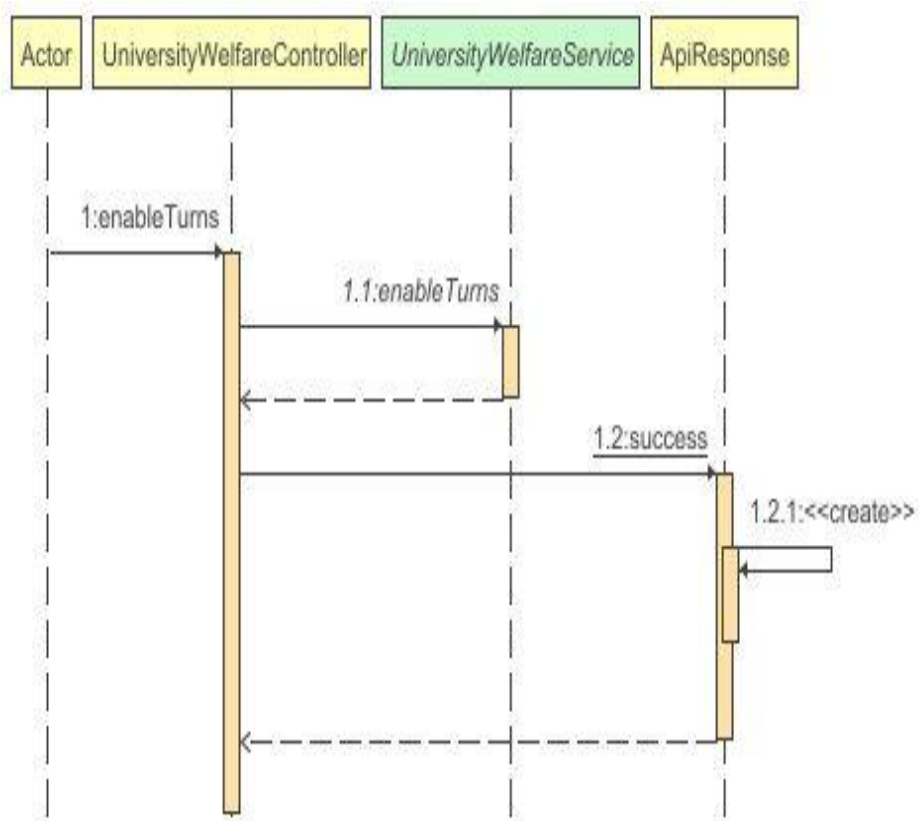 Actor
UniversityWelfareController
UniversityWelfareService
ApiResponse
1:enableTurns
1.1:enableTurns
1.2:success
1.2.1:<<create>>